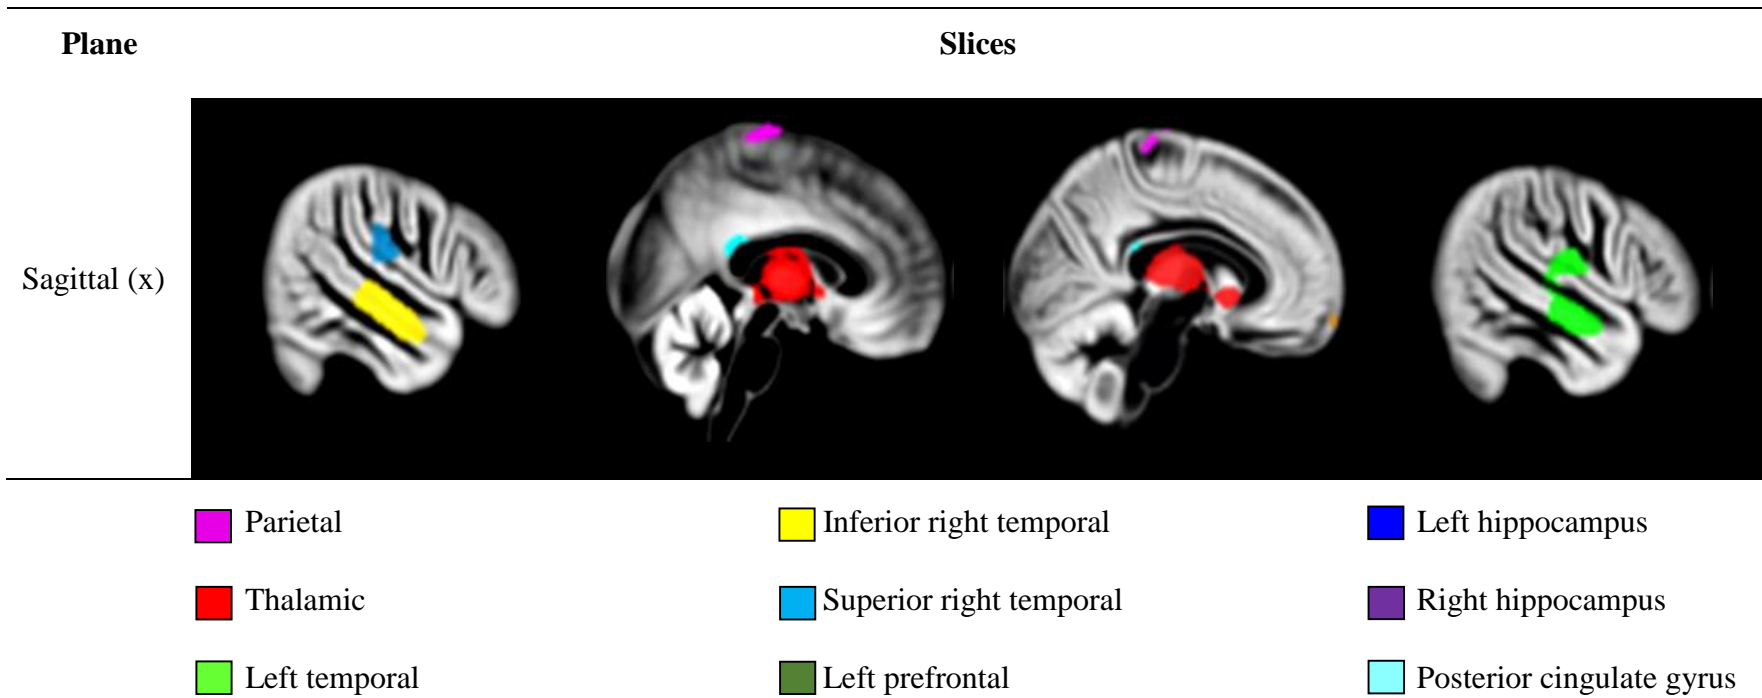 Plane Slices
Sagittal (x)
Parietal Inferior right temporal Left hippocampus
Thalamic Superior right temporal Right hippocampus
Left temporal Left prefrontal Posterior cingulate gyrus